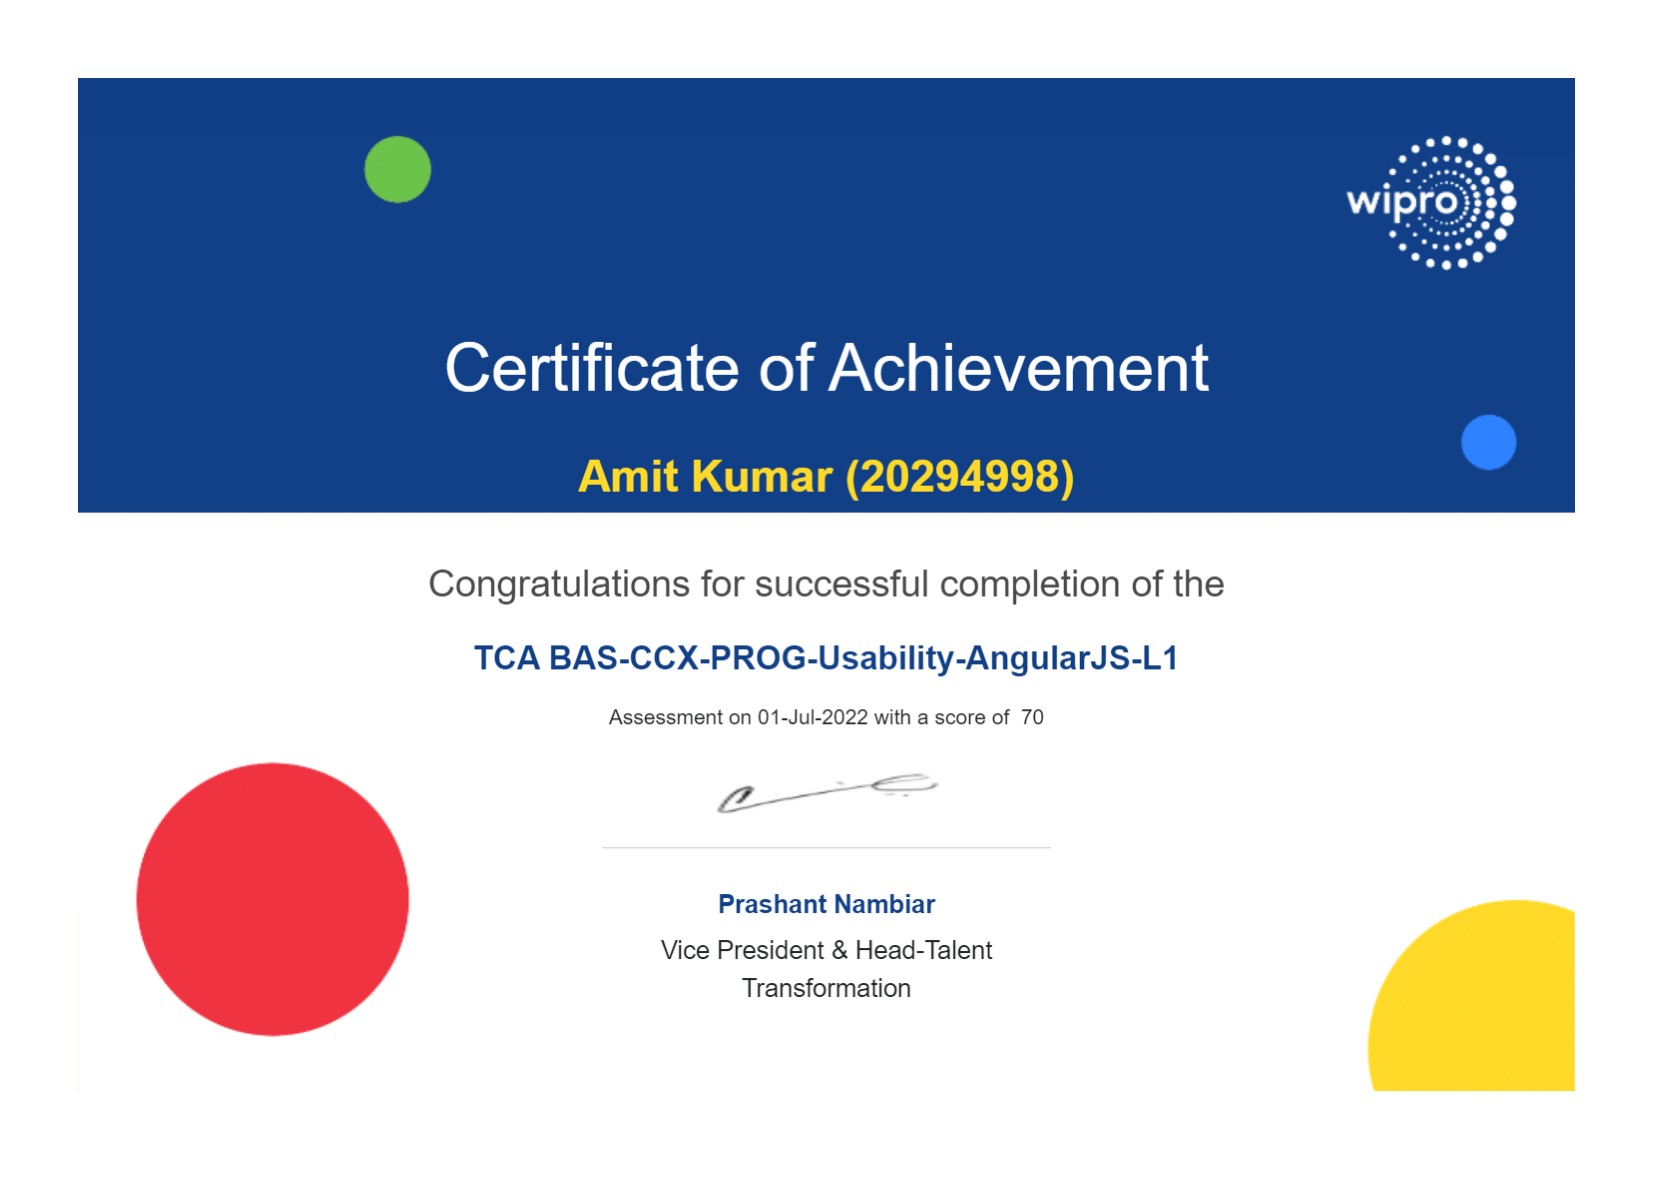 wipro
Certificate of Achievement
Amit Kumar (20294998)
Congratulations for successful completion of the
TCA BAS-CCX-PROG-Usability-AngularJS-L1
Assessment on 01-Jul-2022 with a score of  70
Prashant Nambiar
Vice President & Head-Talent
Transformation